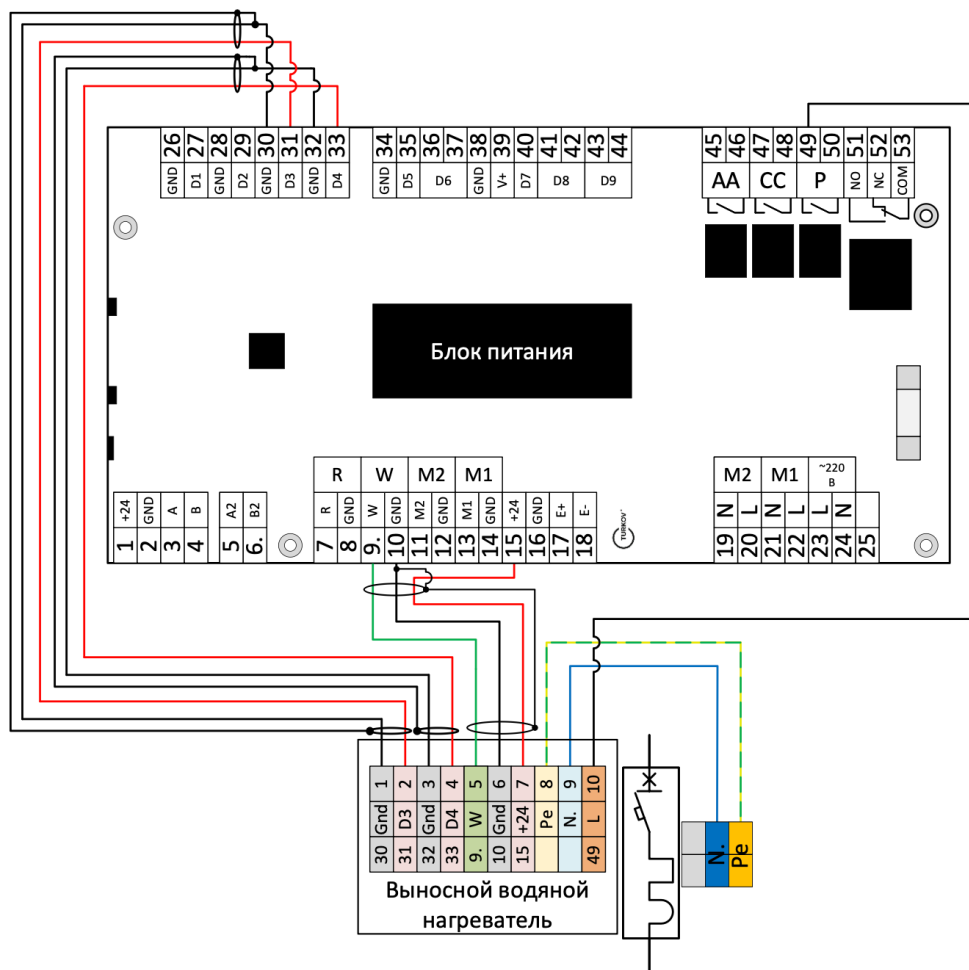 26 27 28 29 30 31 32 33
GND D1 GND D2 GND D3 GND D4
34 35 36 37 38 39 40 41 42 43 44
GND D5 D6 GND V+ D7 D8 D9
45 46 47 48 49 50 51 52 53
AA CC P NO NC COM
Блок питания
R W M2 M1
R GND W GND M2 GND M1 GND +24 GND E+ E-
7 8 9. 10 11 12 13 14 15 16 17 18
+24 GND A B A2 B2
1 2 3 4 5 6.
TURKOV
M2 M1 ~220
В
N L N L L N
19 20 21 22 23 24 25
1 2 3 4 5 6 7 8 9 10
Gnd D3 Gnd D4 W Gnd +24 Pe N. L
30 31 32 33 9. 10 15 49
Выносной водяной
нагреватель
N. Pe